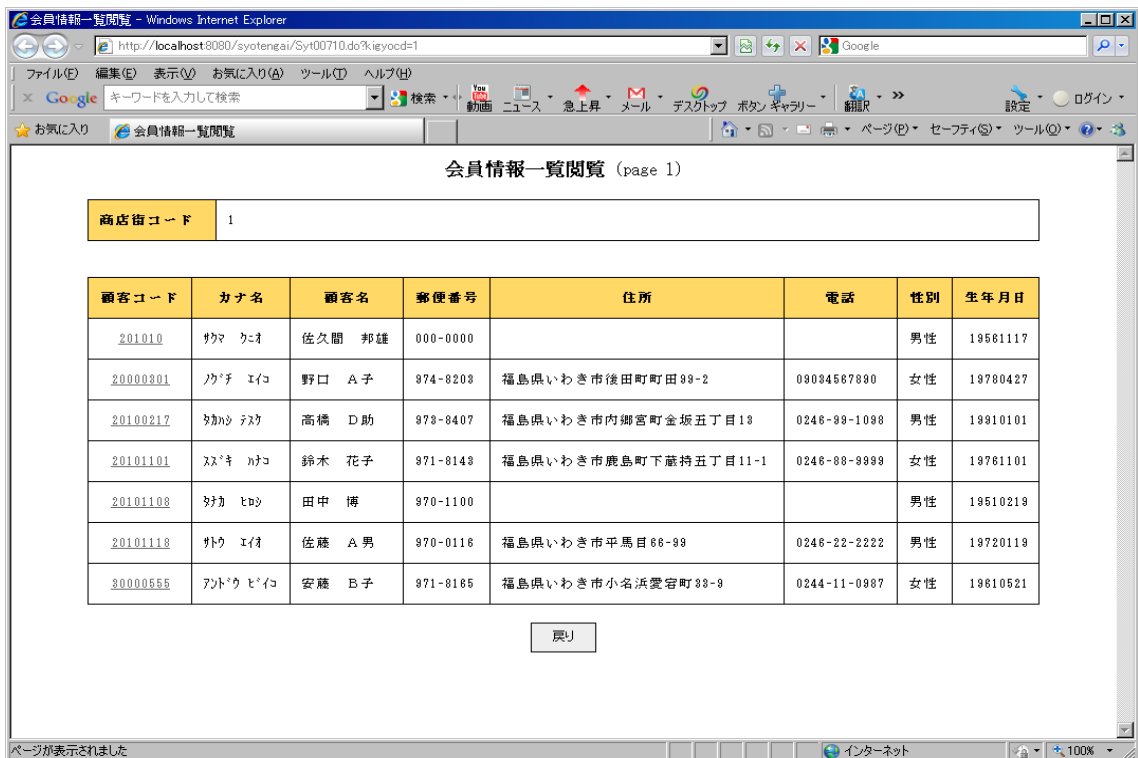 会員情報一覧閲覧 - Windows Internet Explorer
http://localhost:8080/syotengai/Syt00710.do?kigyocd=1
Google
ファイル(F) 編集(E) 表示(V) お気に入り(A) ツール(T) ヘルプ(H)
× Google キーワードを入力して検索 検索 動画 ニュース 急上昇 メール デスクトップ ボタン ギャラリー 翻訳 » 設定 ログイン
お気に入り 会員情報一覧閲覧 ページ(P) セーフティ(S) ツール(O)
会員情報一覧閲覧 (page 1)
商店街コード 1
顧客コード カナ名 顧客名 郵便番号 住所 電話 性別 生年月日
201010 ｻｸﾏ ｸﾆｵ 佐久間 邦雄 000-0000 男性 19561117
20000301 ﾉｸﾞﾁ ｴｲｺ 野口 A子 974-8203 福島県いわき市後田町町田99-2 09034567890 女性 19780427
20100217 ﾀｶﾊｼ ﾃｽｹ 高橋 D助 973-8407 福島県いわき市内郷宮町金坂五丁目13 0246-99-1098 男性 19910101
20101101 ｽｽﾞｷ ﾊﾅｺ 鈴木 花子 971-8143 福島県いわき市鹿島町下蔵持五丁目11-1 0246-88-9999 女性 19761101
20101108 ﾀﾅｶ ﾋﾛｼ 田中 博 970-1100 男性 19510219
20101118 ｻﾄｳ ｴｲｵ 佐藤 A男 970-0116 福島県いわき市平馬目66-99 0246-22-2222 男性 19720119
30000555 ｱﾝﾄﾞｳ ﾋﾞｲｺ 安藤 B子 971-8165 福島県いわき市小名浜愛宕町33-9 0244-11-0987 女性 19610521
戻り
ページが表示されました インターネット 100%